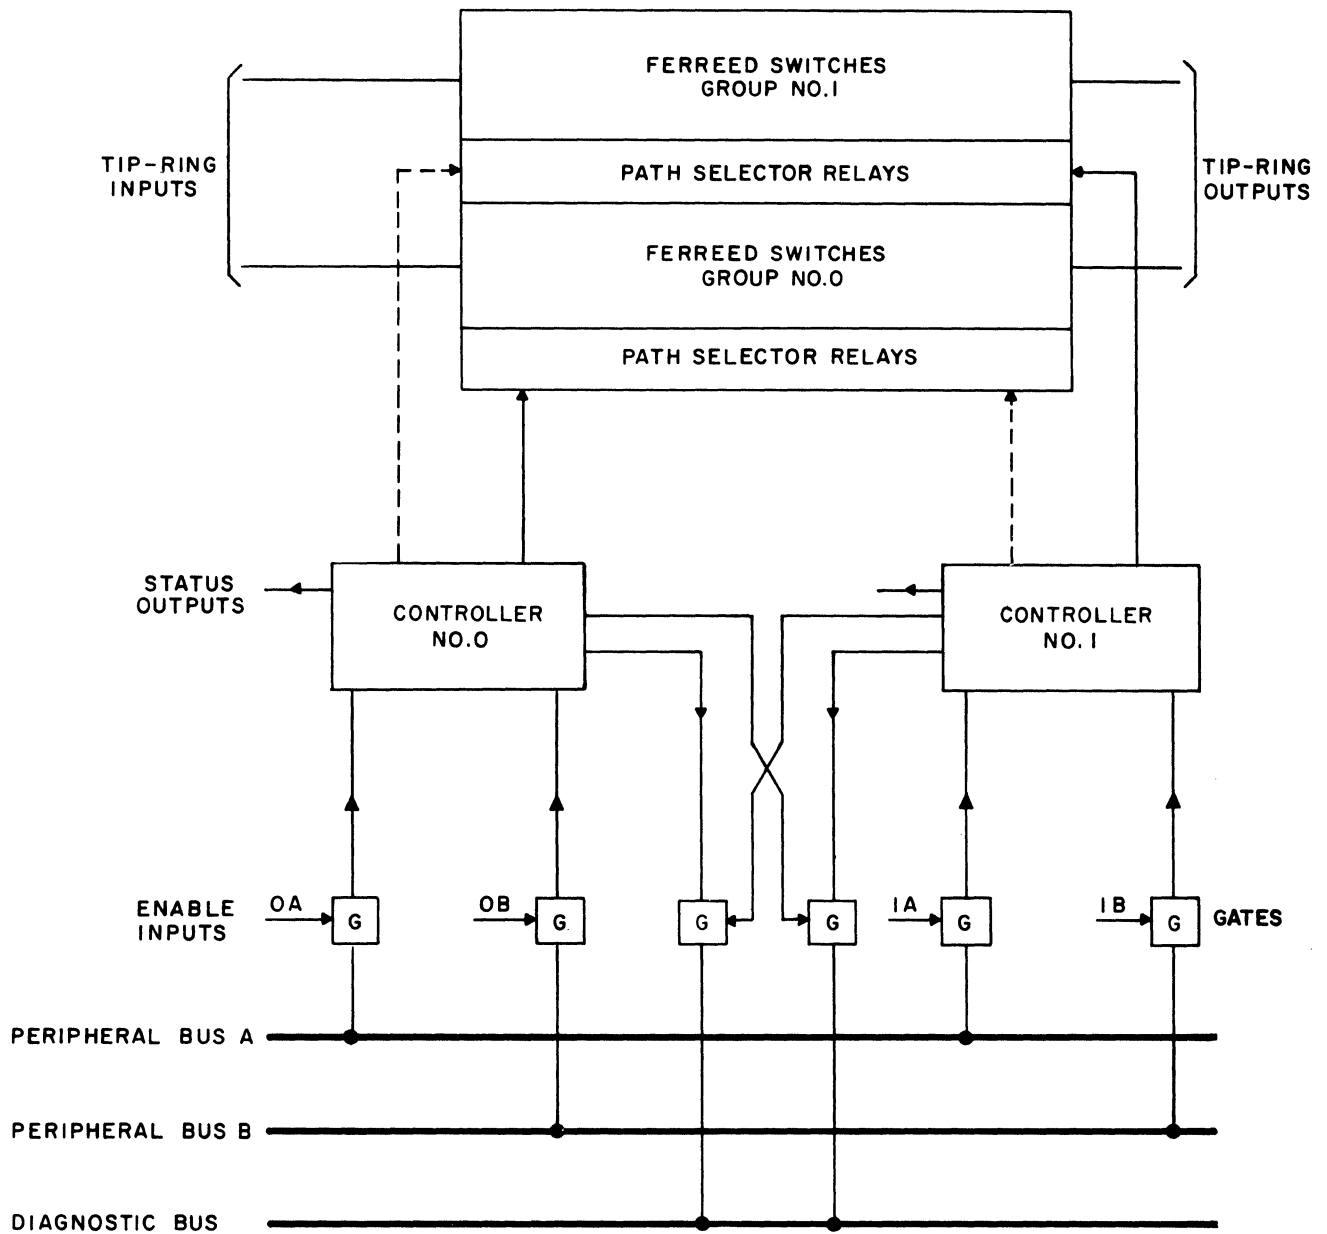 FERREED SWITCHES
GROUP NO.1
TIP-RING
INPUTS
PATH SELECTOR RELAYS
TIP-RING
OUTPUTS
FERREED SWITCHES
GROUP NO.0
PATH SELECTOR RELAYS
STATUS
OUTPUTS
CONTROLLER
NO.0
CONTROLLER
NO.1
ENABLE
INPUTS
0A
G
0B
G
G
G
1A
G
1B
G
GATES
PERIPHERAL BUS A
PERIPHERAL BUS B
DIAGNOSTIC BUS